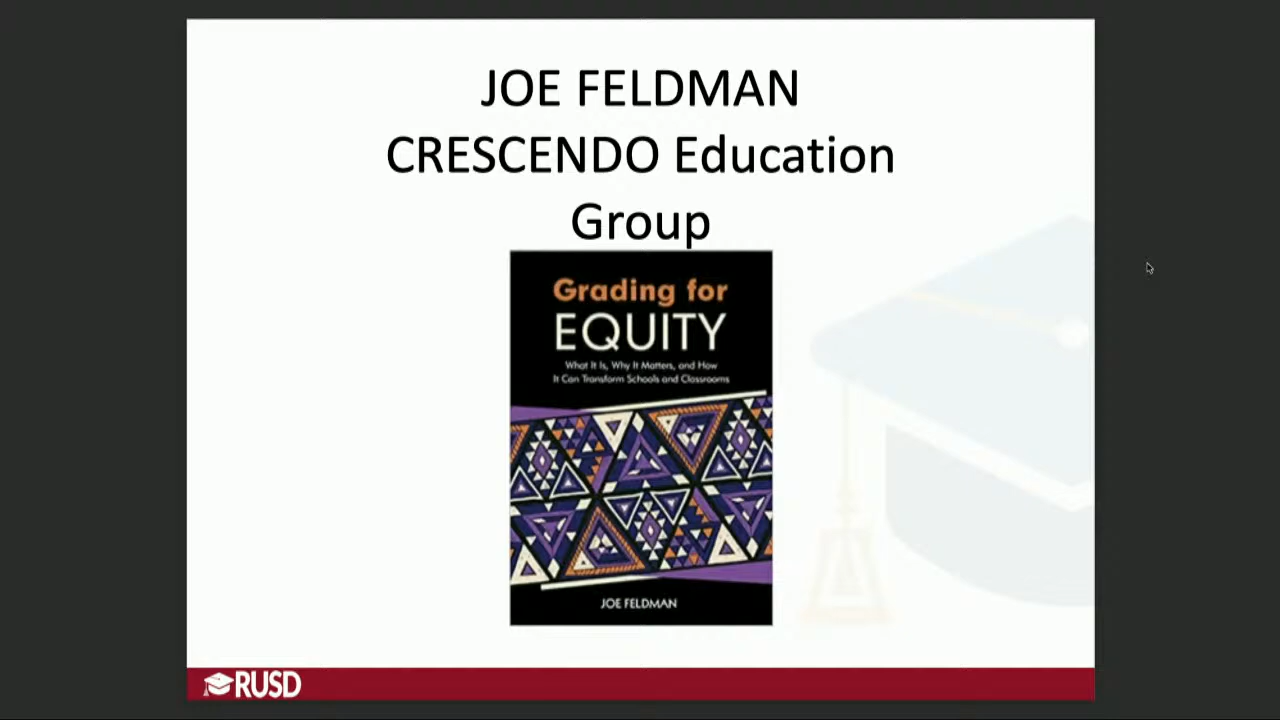 JOE FELDMAN
CRESCENDO Education
Group
Grading for
EQUITY
What It Is, Why It Matters, and How
It Can Transform Schools and Classrooms
JOE FELDMAN
RUSD